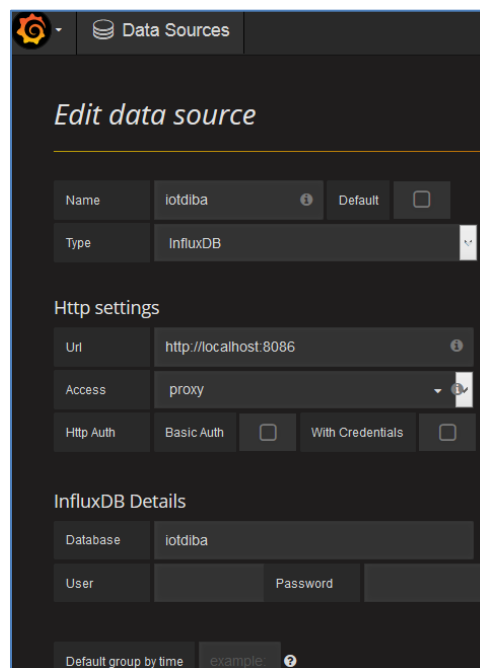 Data Sources
Edit data source
Name iotdiba Default
Type InfluxDB
Http settings
Url http://localhost:8086
Access proxy
Http Auth Basic Auth With Credentials
InfluxDB Details
Database iotdiba
User Password
Default group by time example: